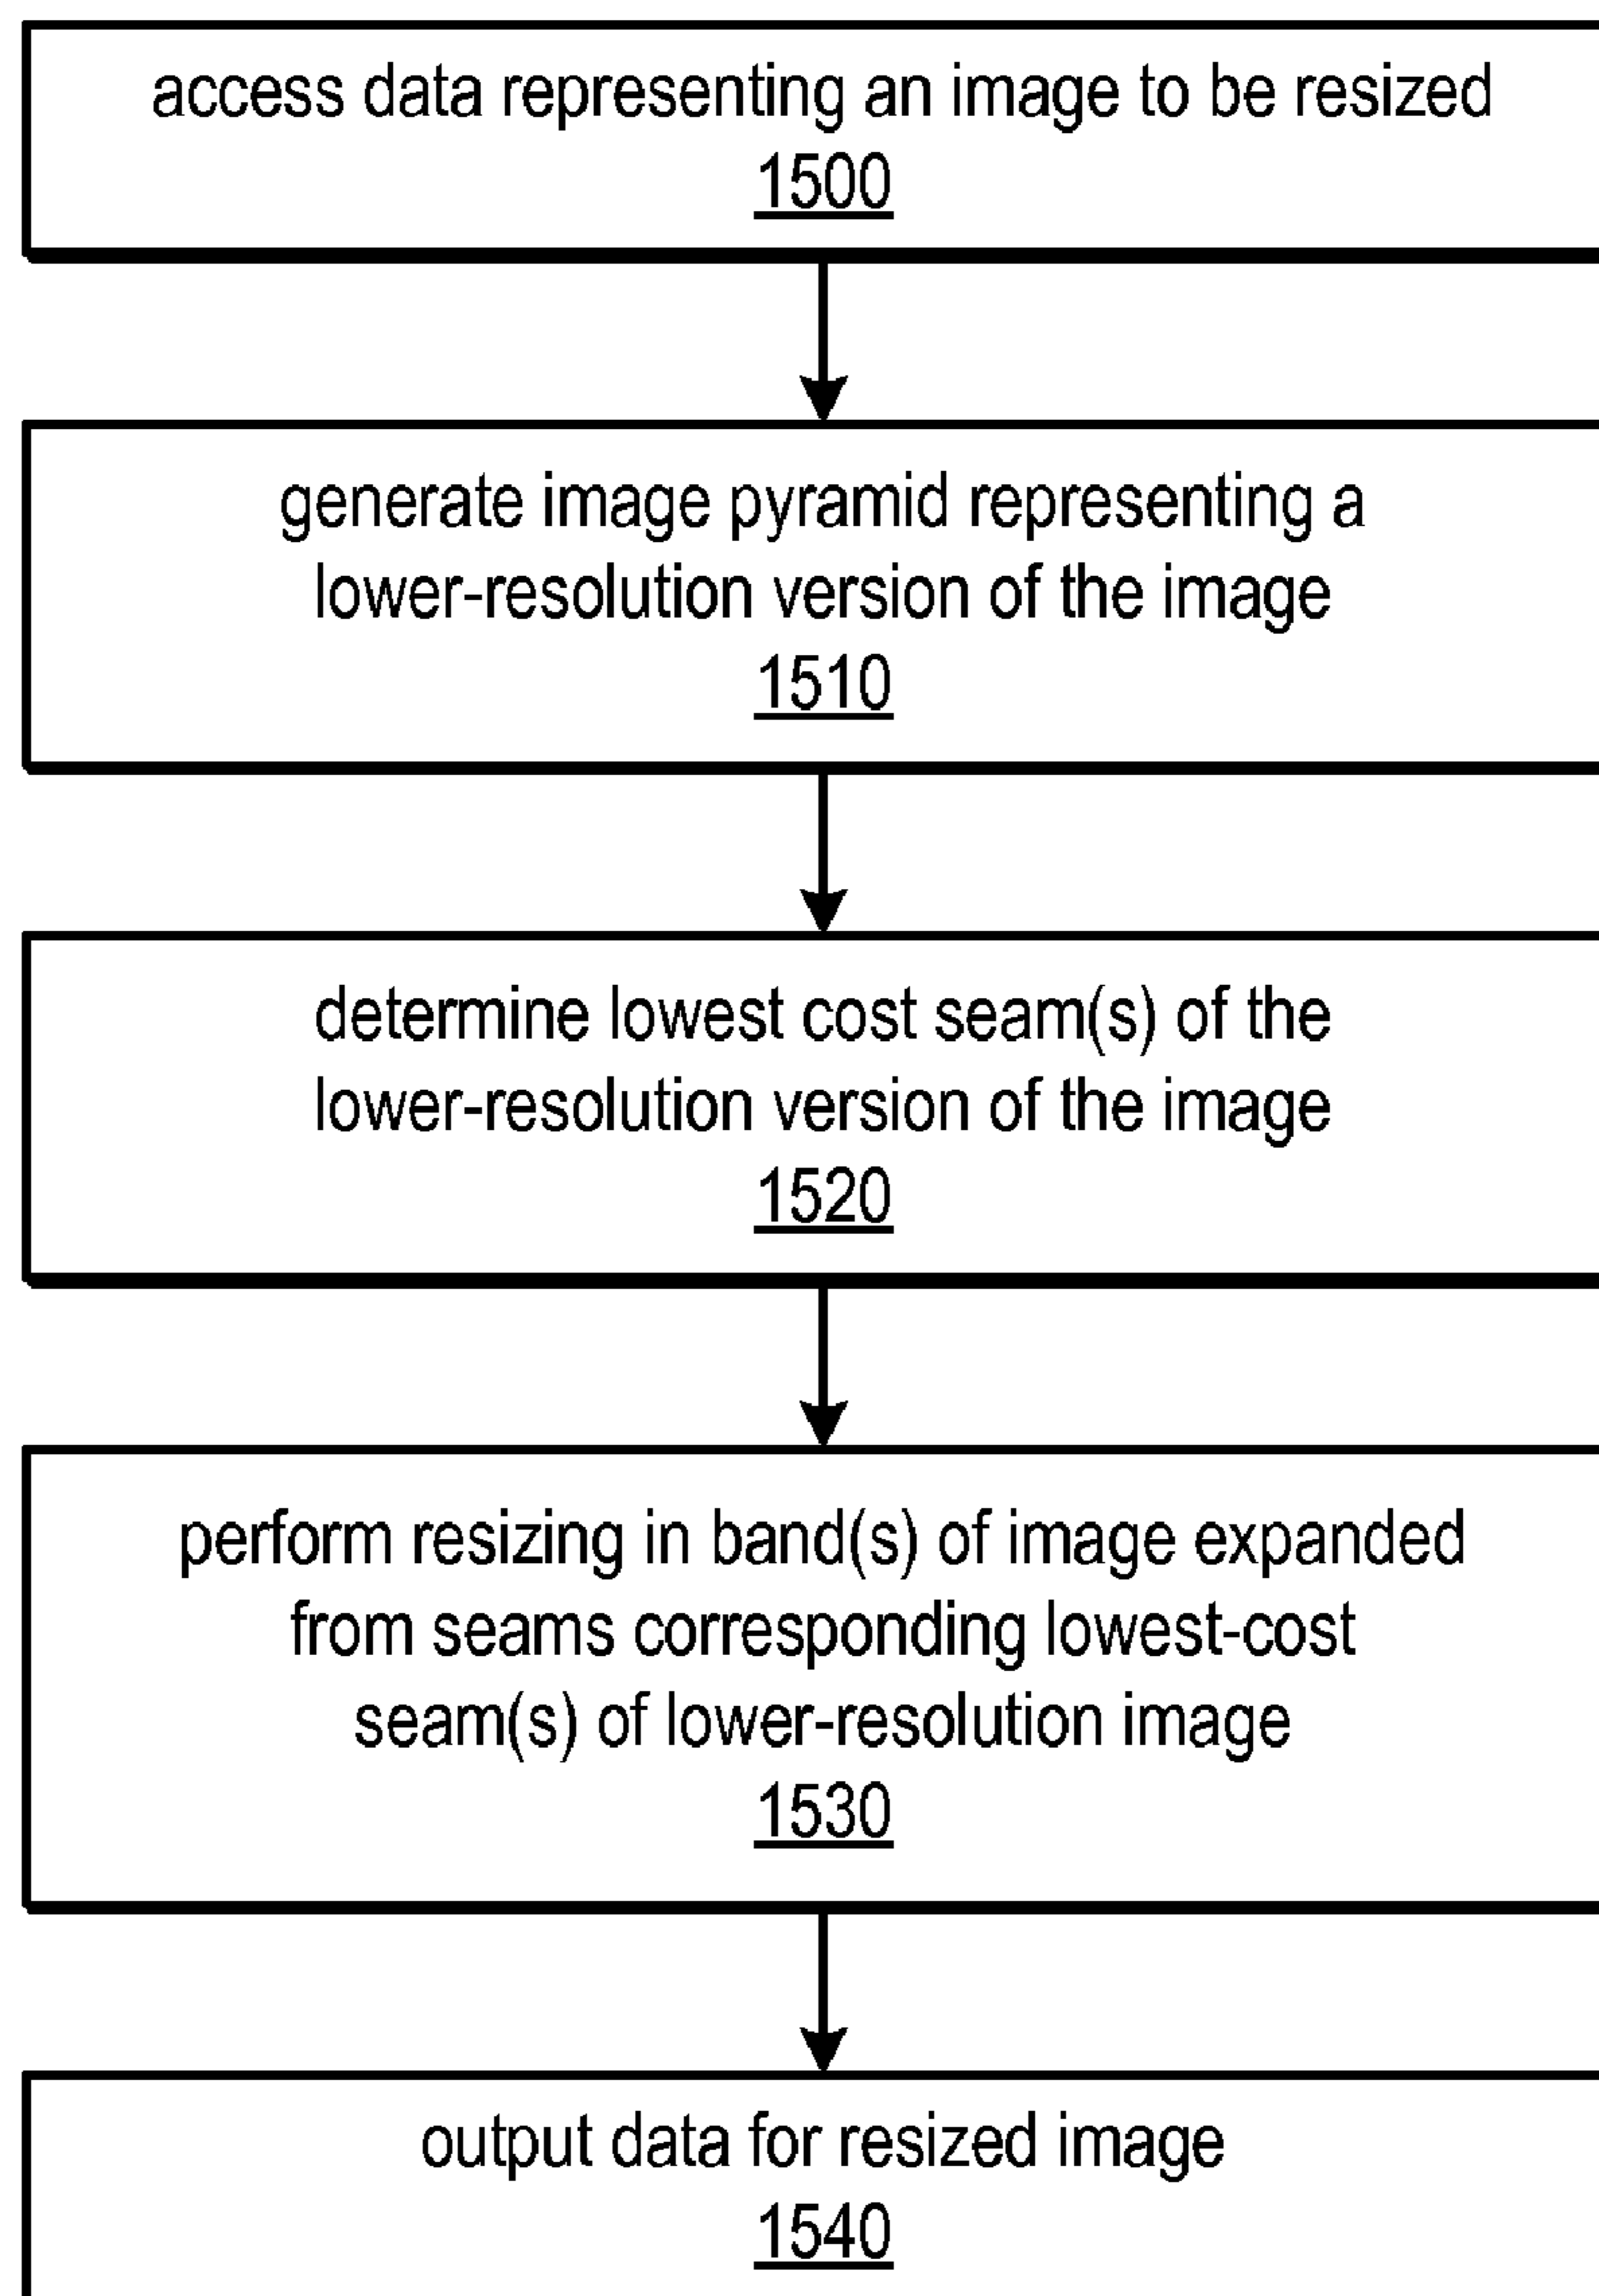 access data representing an image to be resized
1500
generate image pyramid representing a
lower-resolution version of the image
1510
determine lowest cost seam(s) of the
lower-resolution version of the image
1520
perform resizing in band(s) of image expanded
from seams corresponding lowest-cost
seam(s) of lower-resolution image
1530
output data for resized image
1540